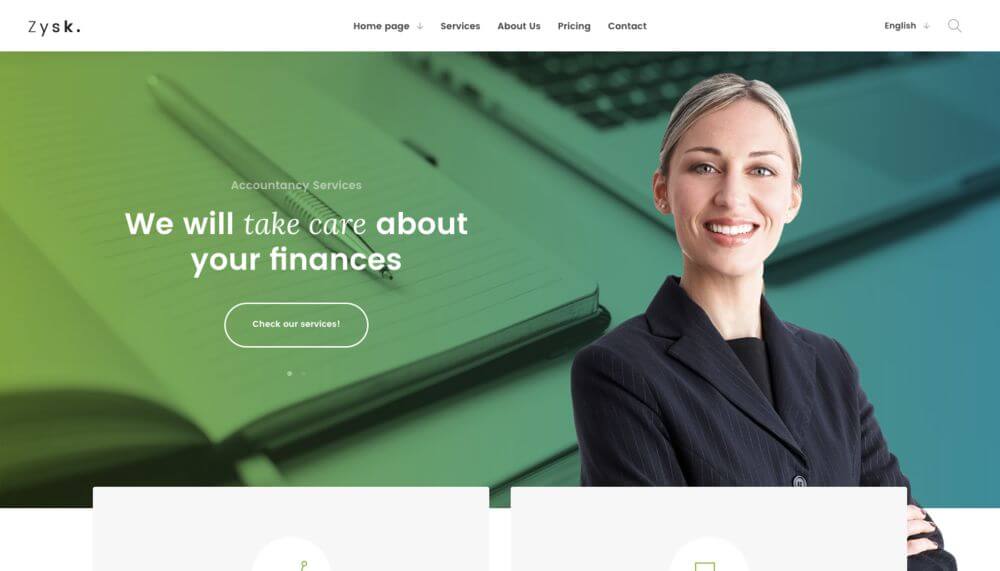 Zysk.
Home page Services About Us Pricing Contact
English
Accountancy Services
We will take care about
your finances
Check our services!